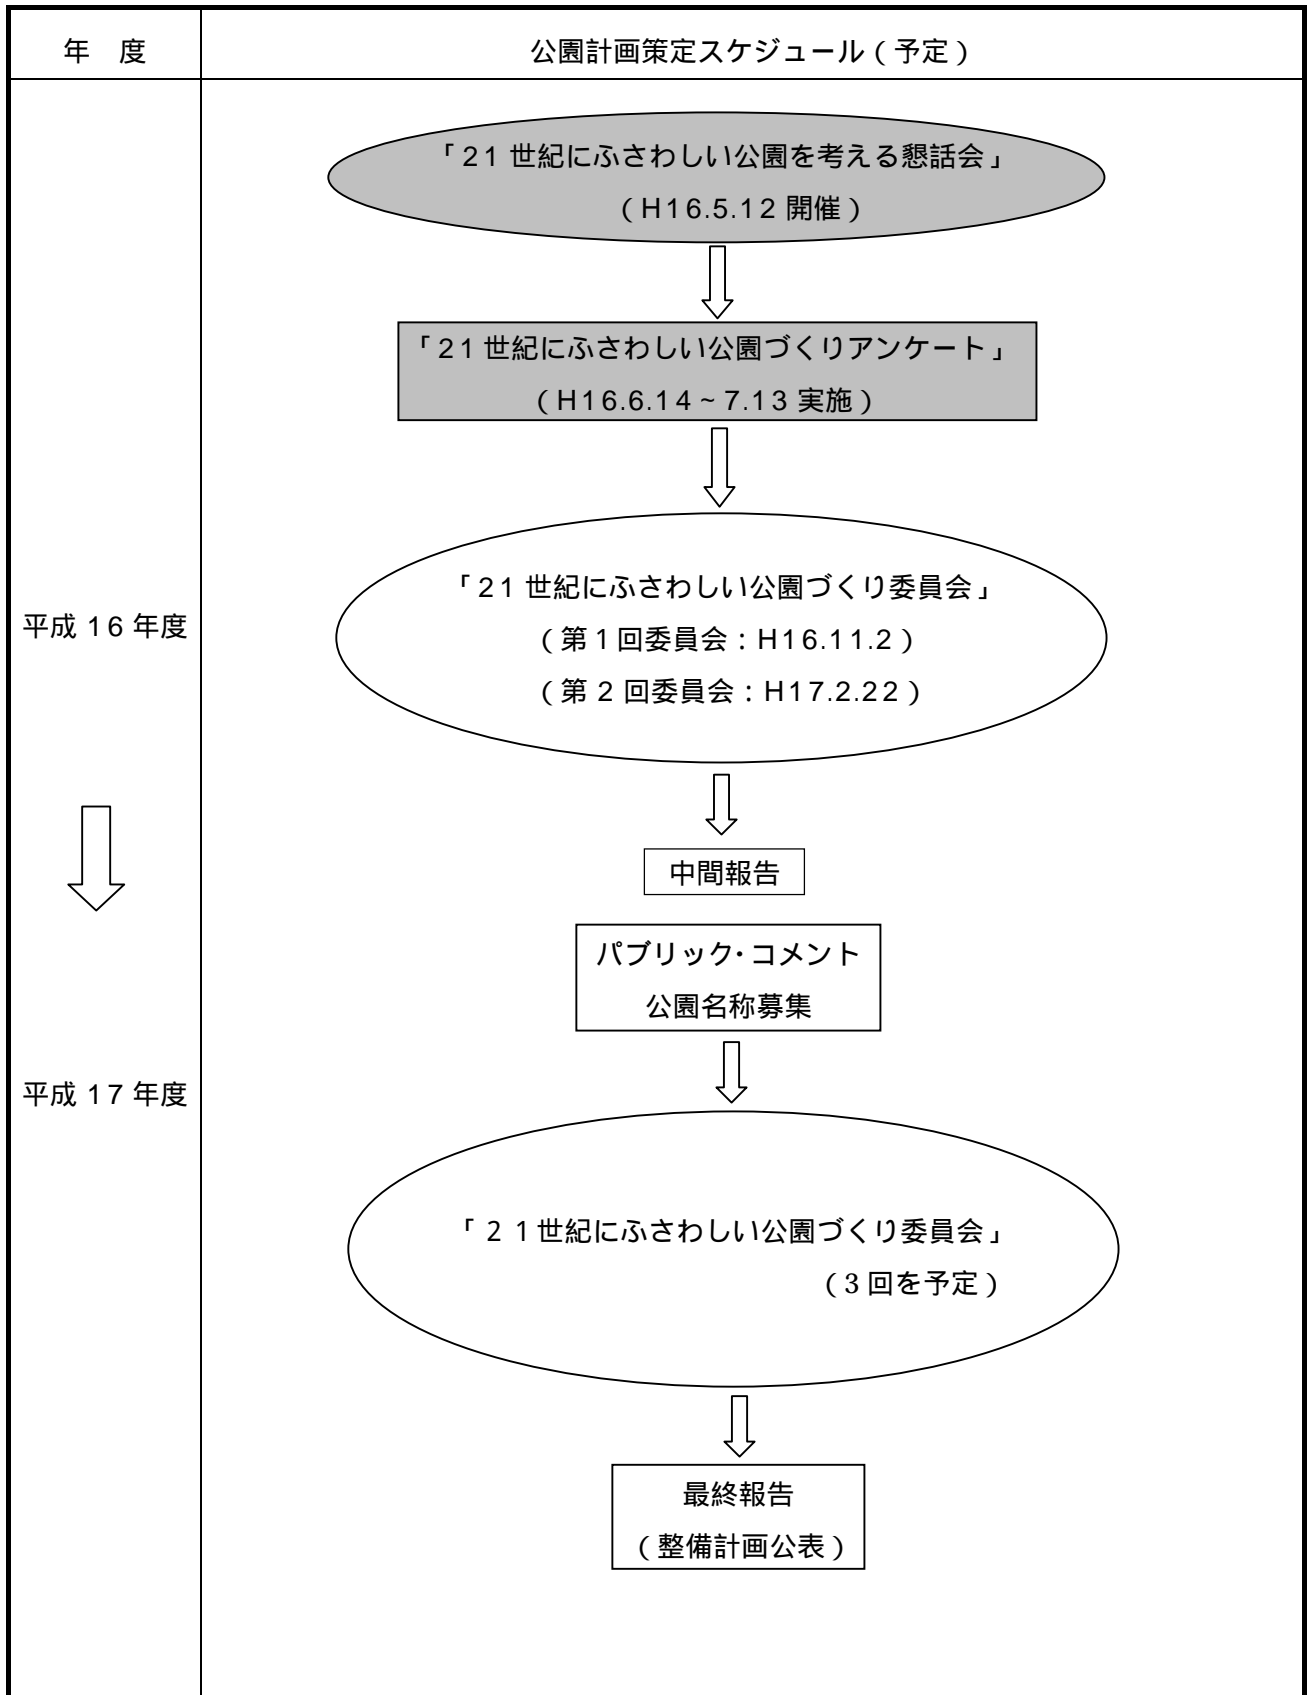 年　度
公園計画策定スケジュール（予定）
「21世紀にふさわしい公園を考える懇話会」
（H16.5.12 開催）
「21世紀にふさわしい公園づくりアンケート」
（H16.6.14～7.13 実施）
「21世紀にふさわしい公園づくり委員会」
（第1回委員会：H16.11.2）
（第2回委員会：H17.2.22）
平成 16 年度
中間報告
パブリック・コメント
公園名称募集
平成 17 年度
「21世紀にふさわしい公園づくり委員会」
（3回を予定）
最終報告
（整備計画公表）